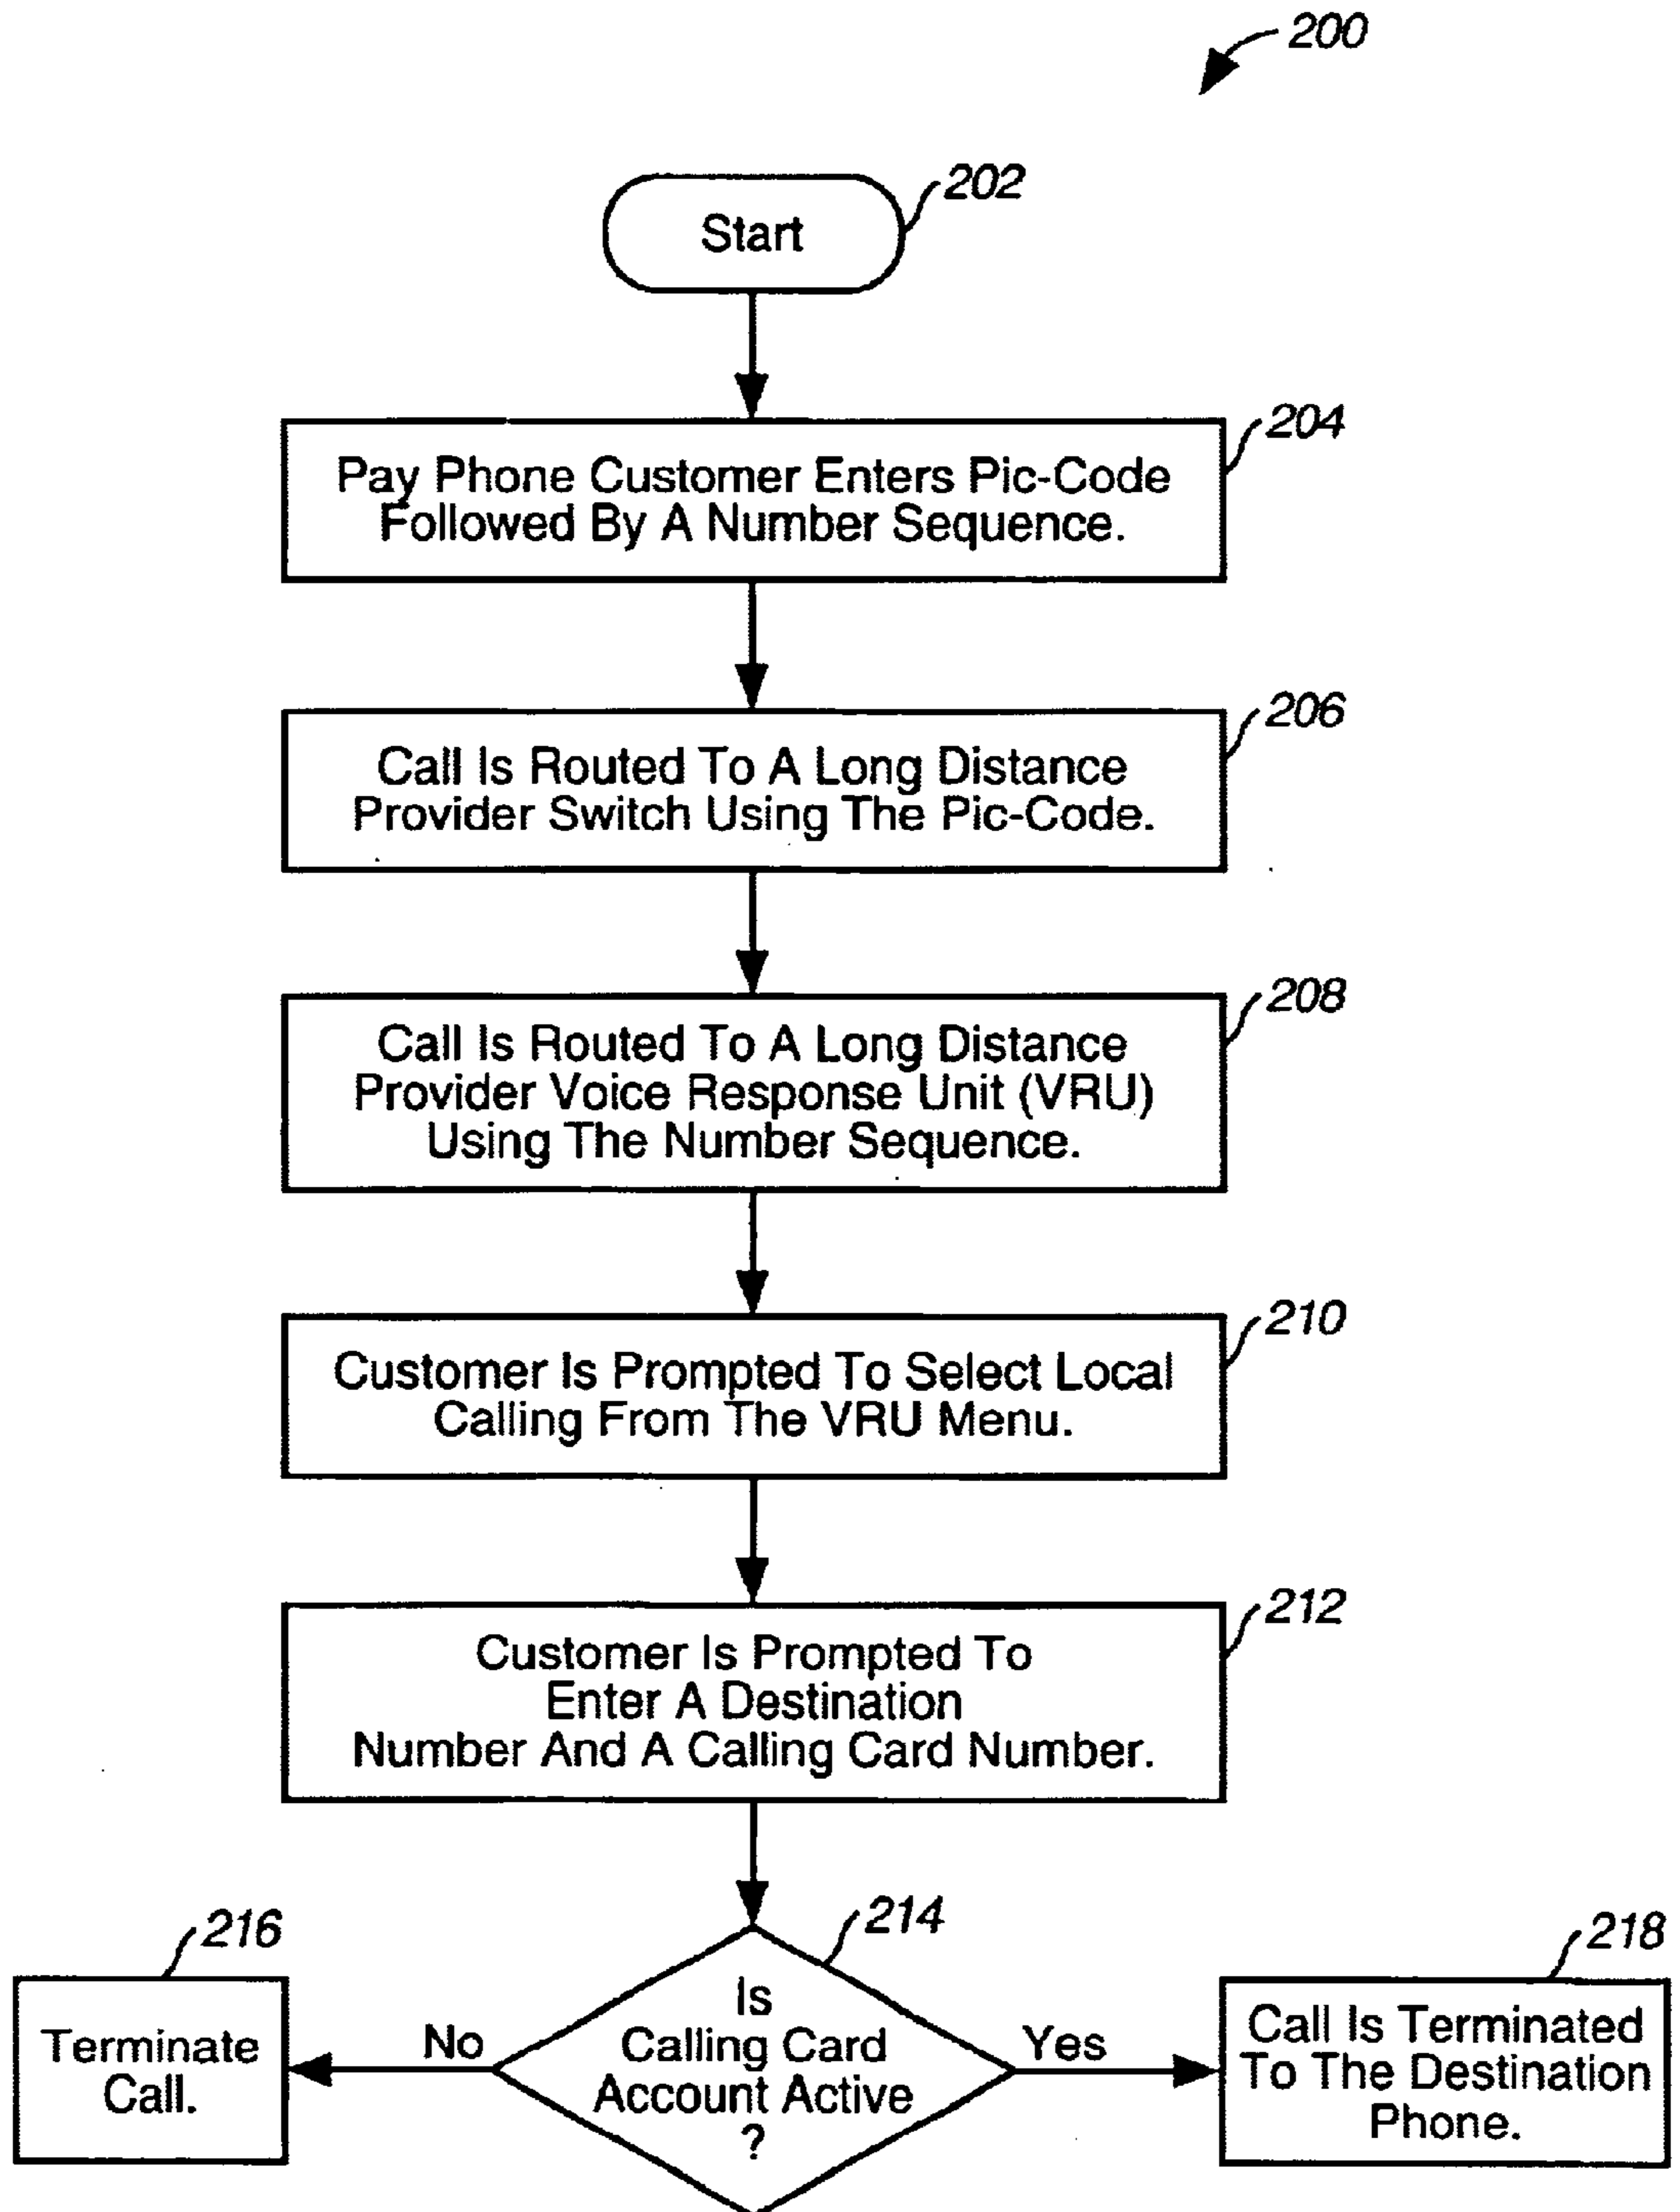 200
202
Start
204
Pay Phone Customer Enters Pic-Code
Followed By A Number Sequence.
206
Call Is Routed To A Long Distance
Provider Switch Using The Pic-Code.
208
Call Is Routed To A Long Distance
Provider Voice Response Unit (VRU)
Using The Number Sequence.
210
Customer Is Prompted To Select Local
Calling From The VRU Menu.
212
Customer Is Prompted To
Enter A Destination
Number And A Calling Card Number.
214
Is
Calling Card
Account Active
?
No
216
Terminate
Call.
Yes
218
Call Is Terminated
To The Destination
Phone.